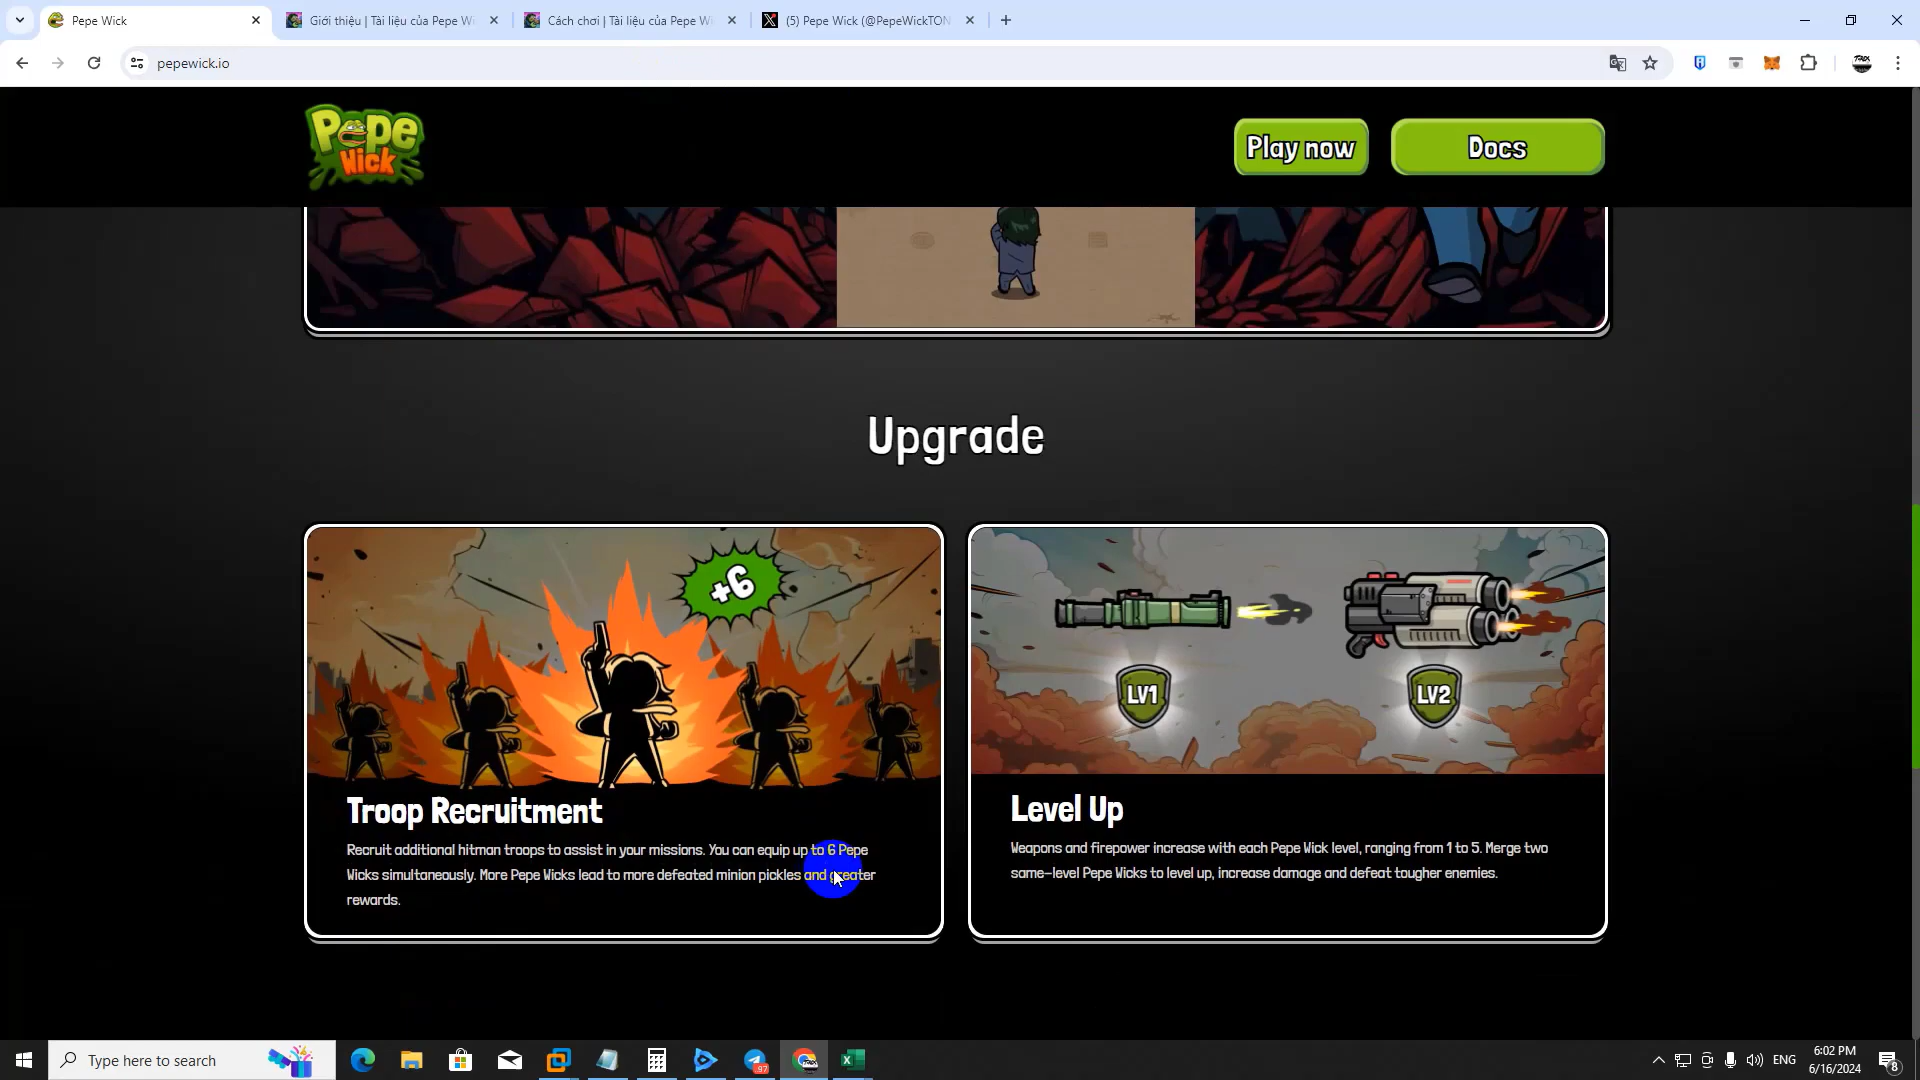 Pepe Wick
Giới thiệu | Tài liệu của Pepe Wi
Cách chơi | Tài liệu của Pepe Wi
(5) Pepe Wick (@PepeWickTON
pepewick.io
Pepe
Wick
Play now
Docs
Upgrade
+6
Troop Recruitment
Recruit additional hitman troops to assist in your missions. You can equip up to 6 Pepe
Wicks simultaneously. More Pepe Wicks lead to more defeated minion pickles and greater
rewards.
LV1
LV2
Level Up
Weapons and firepower increase with each Pepe Wick level, ranging from 1 to 5. Merge two
same-level Pepe Wicks to level up, increase damage and defeat tougher enemies.
Type here to search
97
ENG
6:02 PM
6/16/2024
8